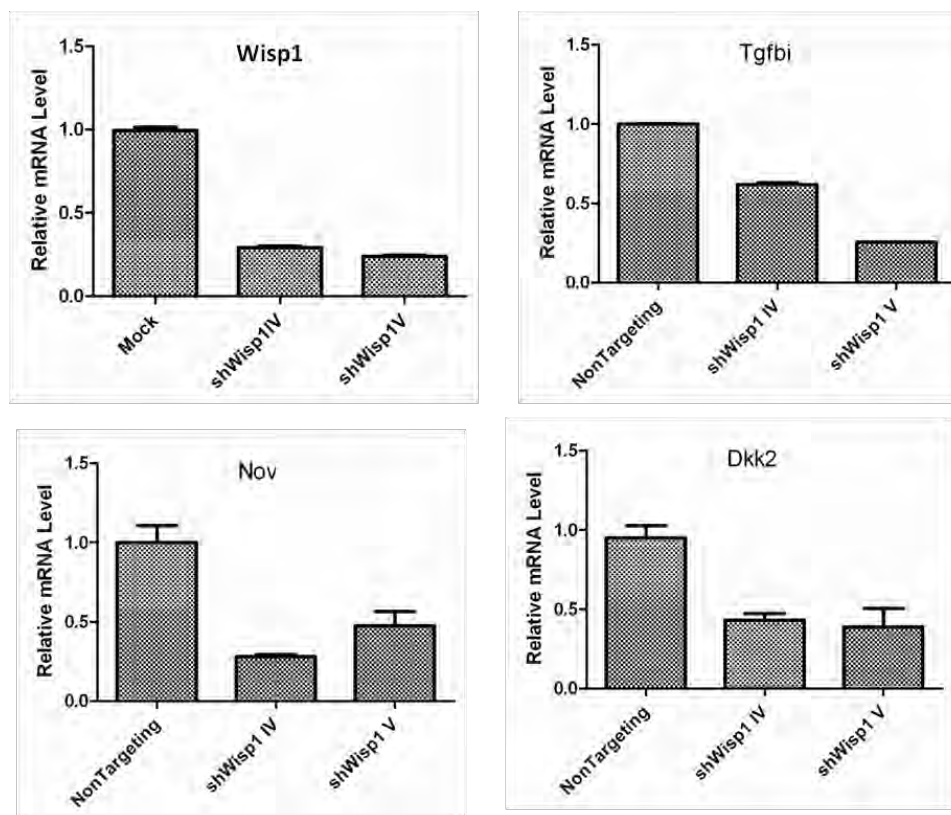 Wisp1
Relative mRNA Level
1.5
1.0
0.5
0.0
Mock
shWisp1IV
shWisp1V
Tgfbi
Relative mRNA Level
1.5
1.0
0.5
0.0
NonTargeting
shWisp1 IV
shWisp1 V
Nov
Relative mRNA Level
1.5
1.0
0.5
0.0
NonTargeting
shWisp1 IV
shWisp1 V
Dkk2
Relative mRNA Level
1.5
1.0
0.5
0.0
NonTargeting
shWisp1 IV
shWisp1 V